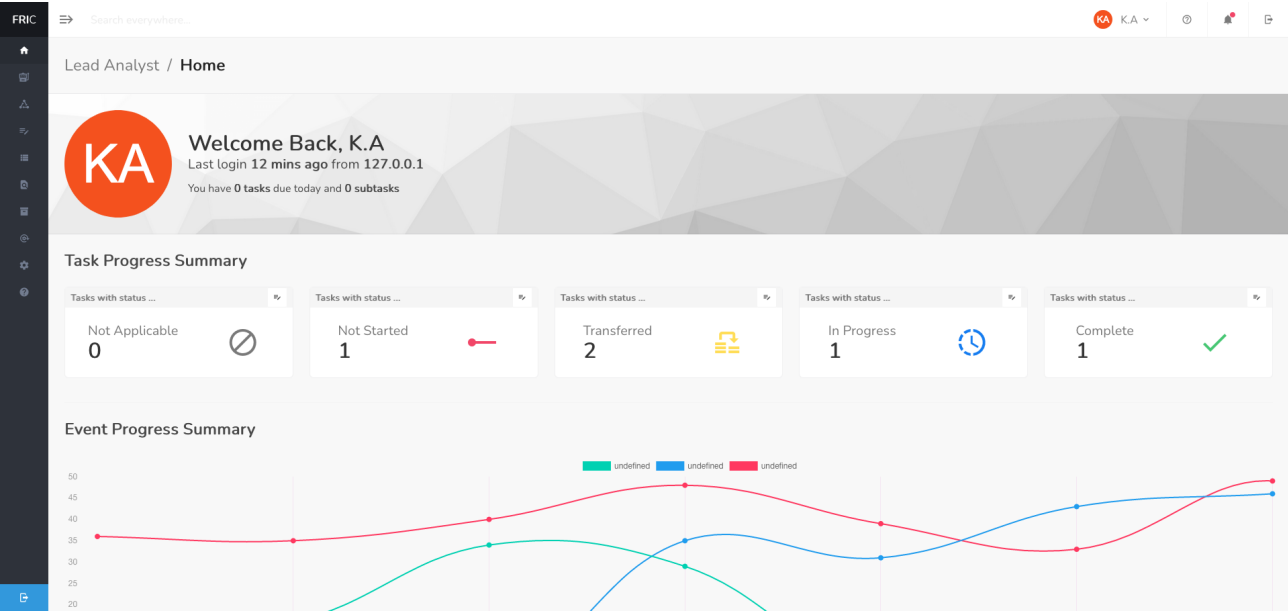 FRIC
Search everywhere...
KA
K.A
Lead Analyst / Home
KA
Welcome Back, K.A
Last login 12 mins ago from 127.0.0.1
You have 0 tasks due today and 0 subtasks
Task Progress Summary
Tasks with status ...
Not Applicable
0
Tasks with status ...
Not Started
1
Tasks with status ...
Transferred
2
Tasks with status ...
In Progress
1
Tasks with status ...
Complete
1
Event Progress Summary
undefined undefined undefined
50
45
40
35
30
25
20